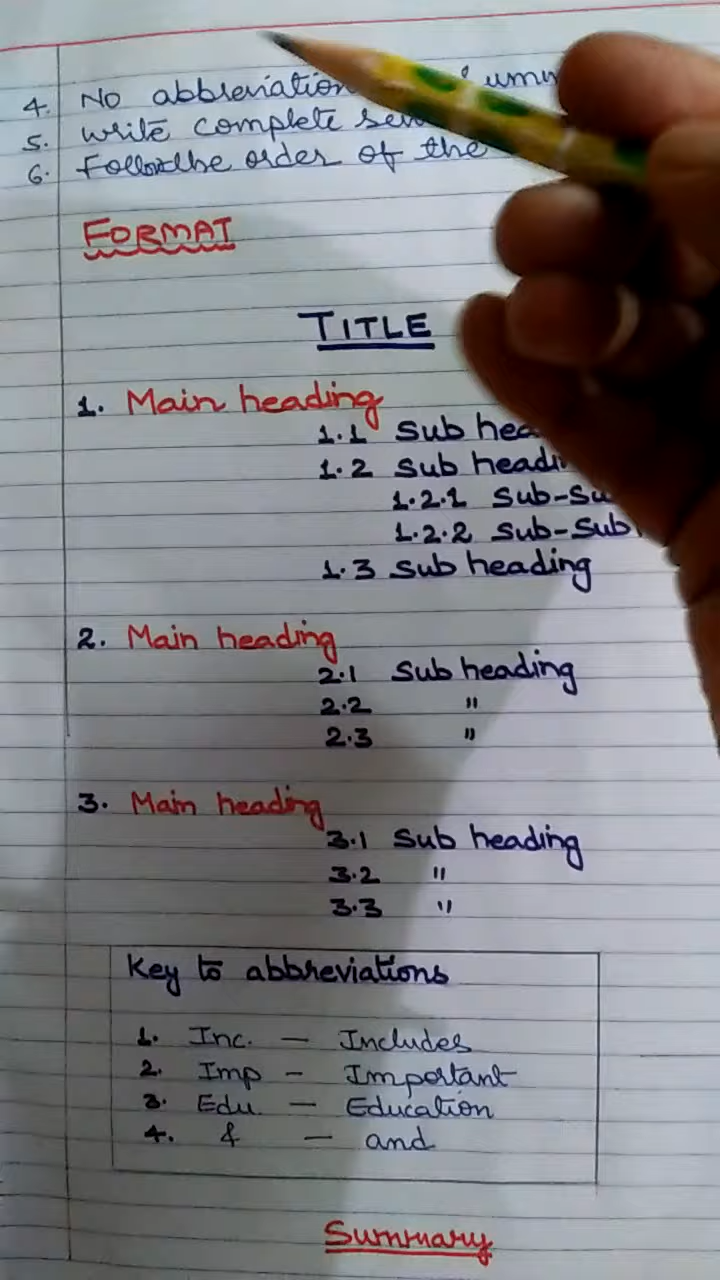 4. No abbreviation
5. Write complete
6. Follow the order of the
FORMAT
TITLE
1. Main heading
1.1 Sub
1.2 Sub
1.2.1 Sub-
1.2.2 Sub-Sub
1.3 Sub heading
2. Main heading
2.1 Sub heading
2.2 "
2.3 "
3. Main heading
3.1 Sub heading
3.2 "
3.3 "
Key to abbreviations
1. Inc. — Includes
2. Imp - Important
3. Edu. — Education
4. & — and
Summary